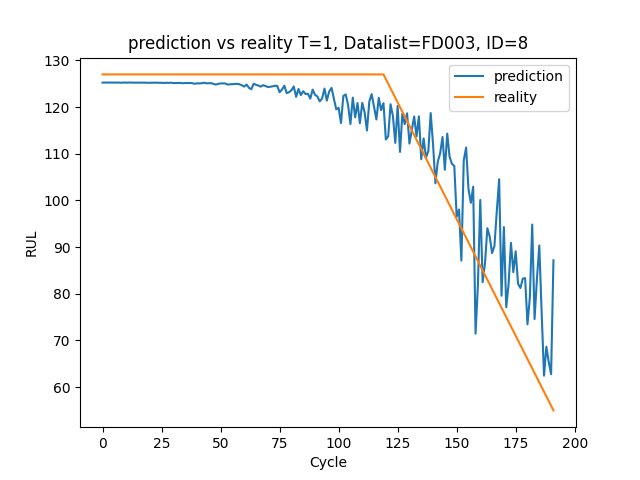 prediction vs reality T=1, Datalist=FD003, ID=8
prediction
reality
130
120
110
100
90
80
70
60
RUL
0 25 50 75 100 125 150 175 200
Cycle